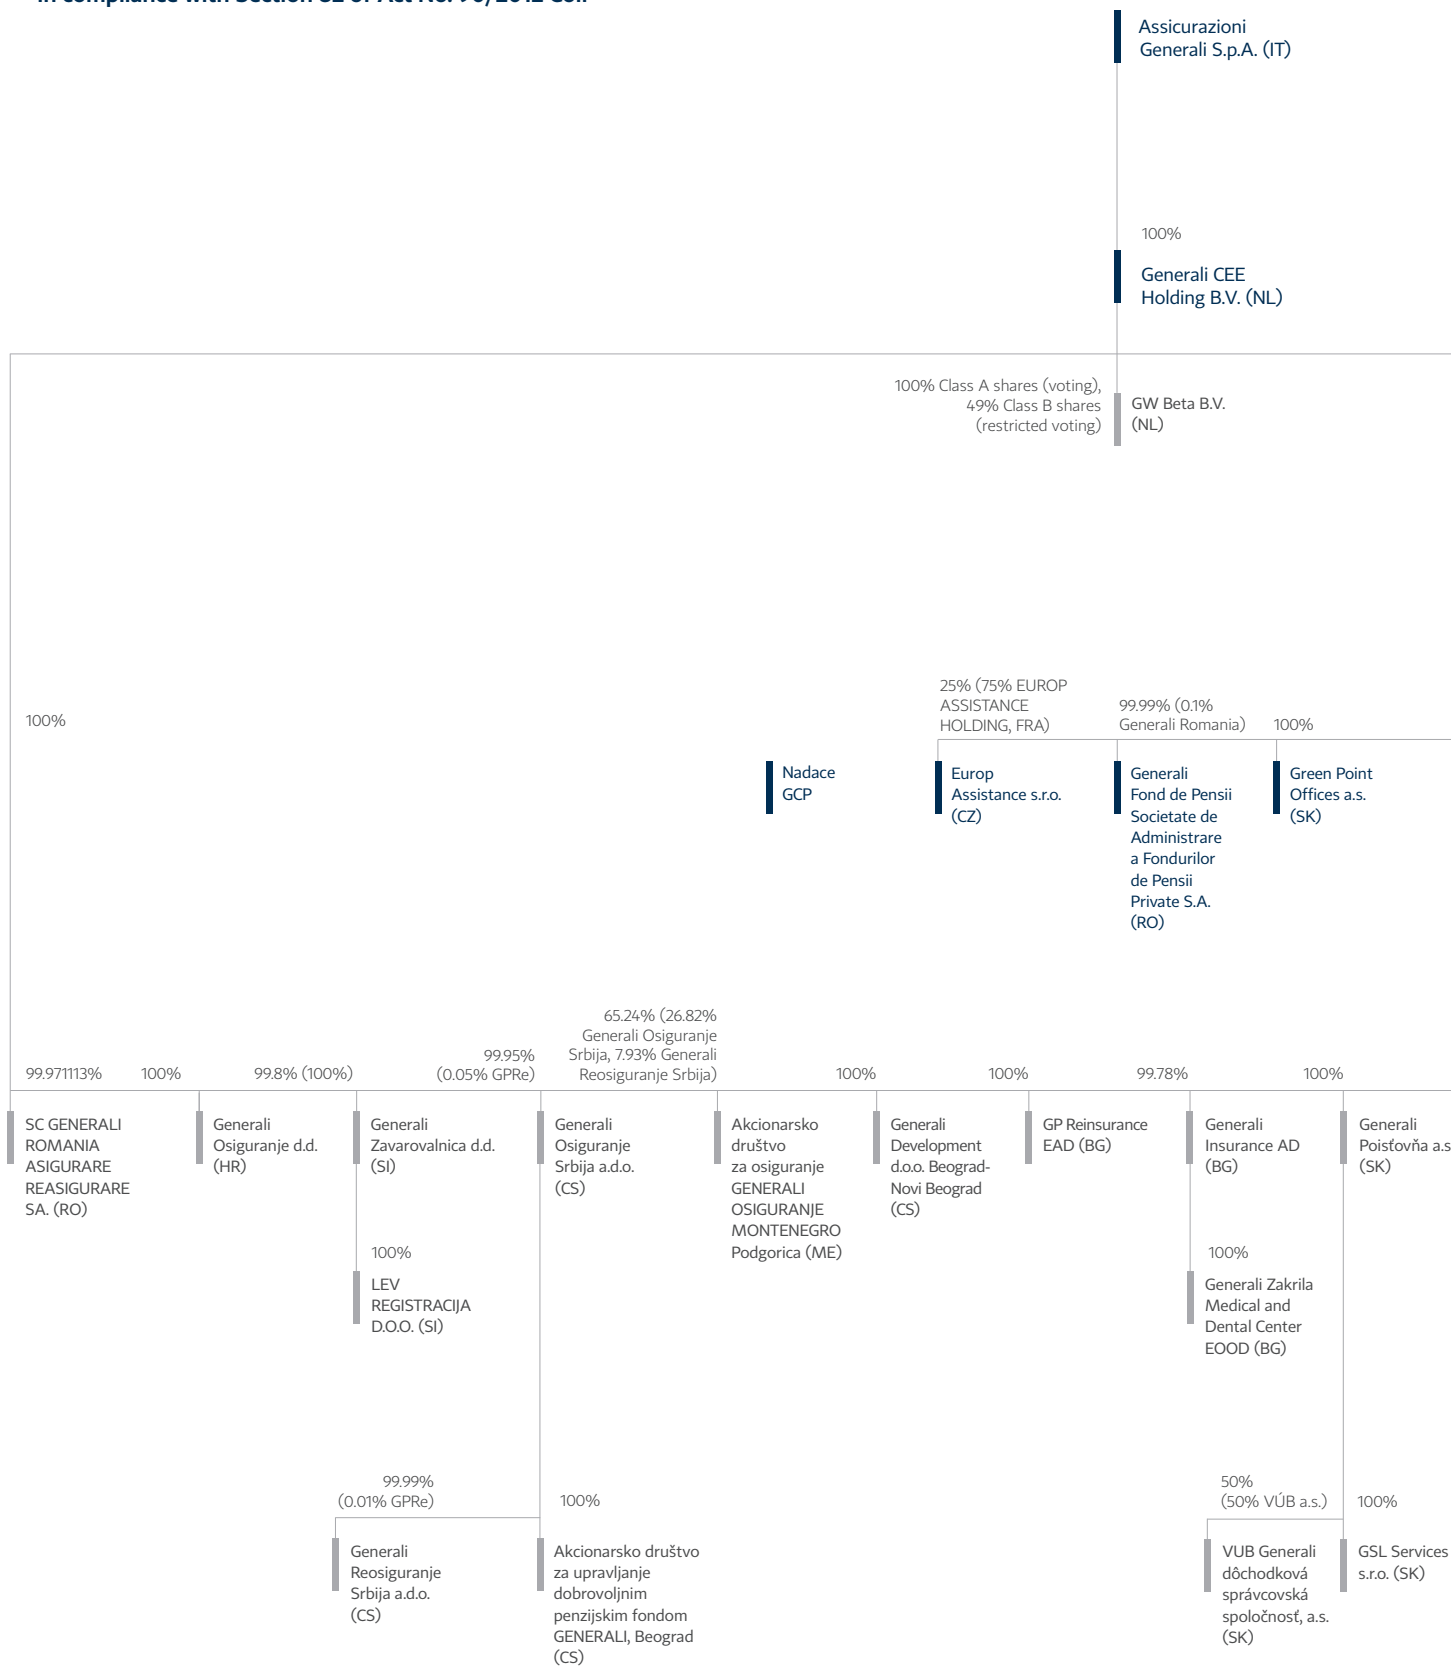 Assicurazioni
Generali S.p.A. (IT)
100%
Generali CEE
Holding B.V. (NL)
100% Class A shares (voting),
49% Class B shares
(restricted voting)
GW Beta B.V.
(NL)
100%
25% (75% EUROP
ASSISTANCE
HOLDING, FRA)
99.99% (0.1%
Generali Romania)
100%
Nadace
GCP
Europ
Assistance s.r.o.
(CZ)
Generali
Fond de Pensii
Societate de
Administrare
a Fondurilor
de Pensii
Private S.A.
(RO)
Green Point
Offices a.s.
(SK)
99.971113%
100%
99.8% (100%)
99.95%
(0.05% GPRe)
65.24% (26.82%
Generali Osiguranje
Srbija, 7.93% Generali
Reosiguranje Srbija)
100%
100%
99.78%
100%
SC GENERALI
ROMANIA
ASIGURARE
REASIGURARE
SA. (RO)
Generali
Osiguranje d.d.
(HR)
Generali
Zavarovalnica d.d.
(SI)
Generali
Osiguranje
Srbija a.d.o.
(CS)
Akcionarsko
društvo
za osiguranje
GENERALI
OSIGURANJE
MONTENEGRO
Podgorica (ME)
Generali
Development
d.o.o. Beograd-
Novi Beograd
(CS)
GP Reinsurance
EAD (BG)
Generali
Insurance AD
(BG)
Generali
Poisťovňa a.s
(SK)
100%
LEV
REGISTRACIJA
D.O.O. (SI)
100%
Generali Zakrila
Medical and
Dental Center
EOOD (BG)
99.99%
(0.01% GPRe)
100%
50%
(50% VÚB a.s.)
100%
Generali
Reosiguranje
Srbija a.d.o.
(CS)
Akcionarsko društvo
za upravljanje
dobrovoljnim
penzijskim fondom
GENERALI, Beograd
(CS)
VUB Generali
dôchodková
správcovská
spoločnosť, a.s.
(SK)
GSL Services
s.r.o. (SK)